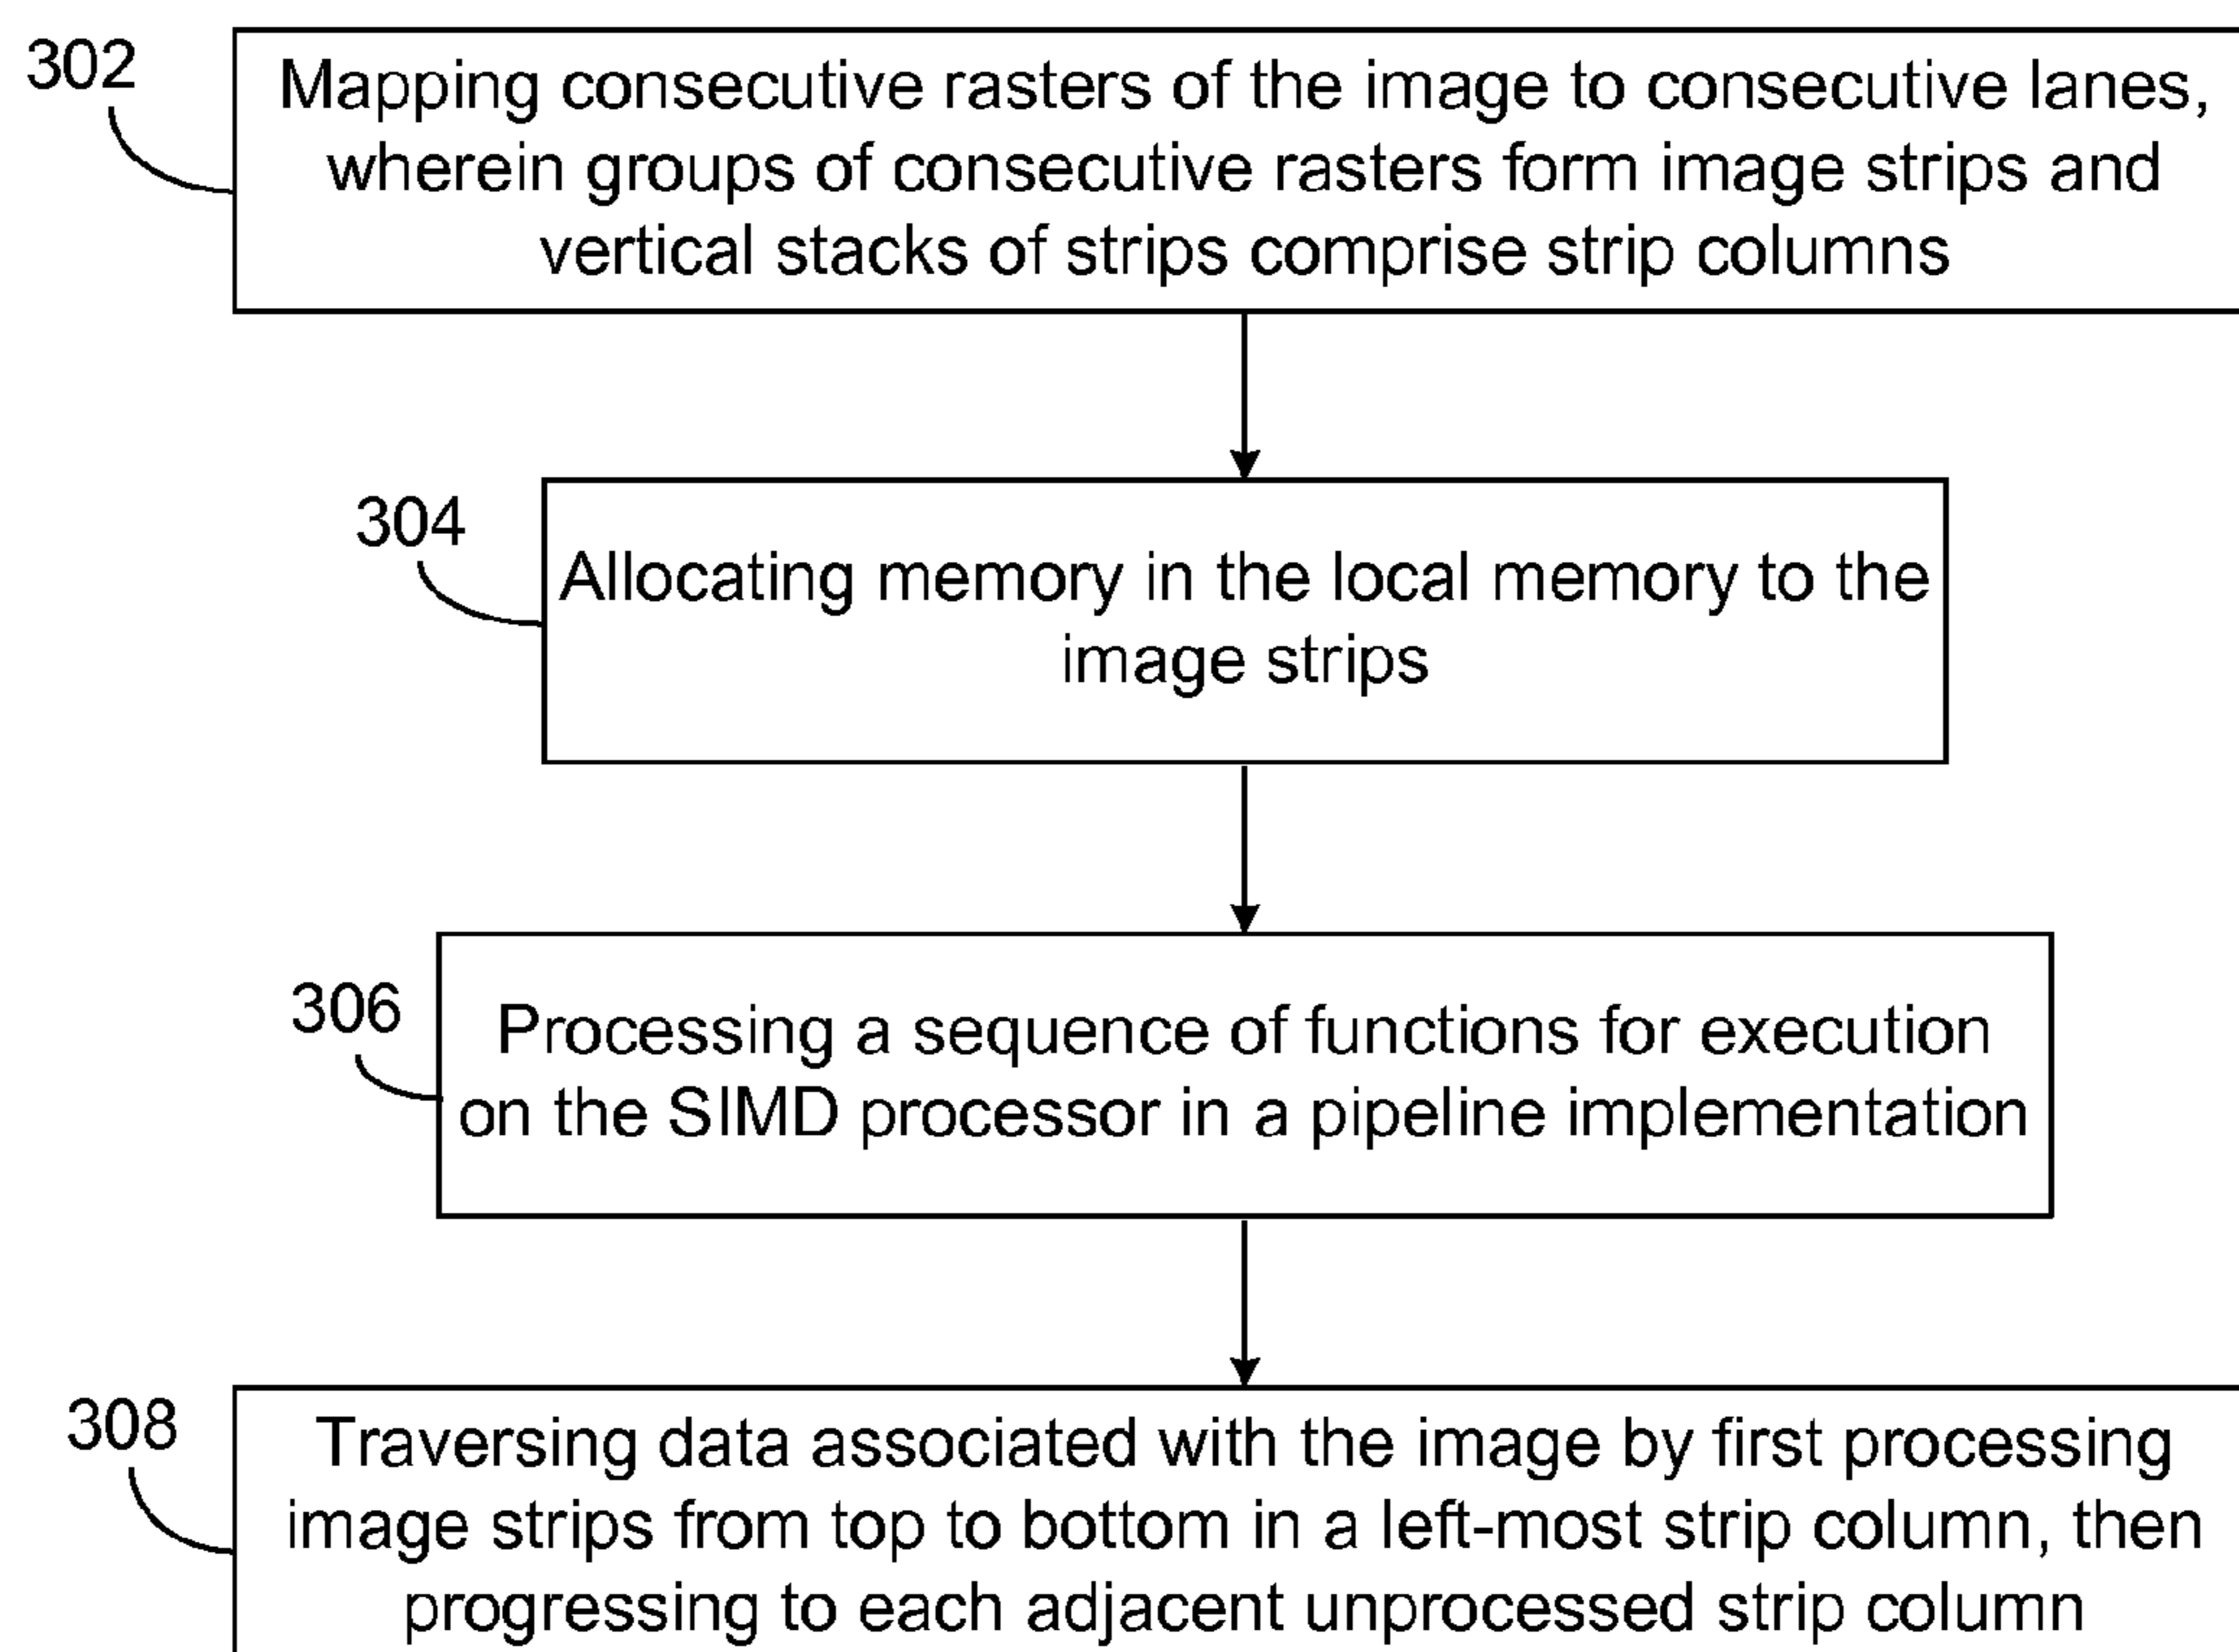 302
Mapping consecutive rasters of the image to consecutive lanes,
wherein groups of consecutive rasters form image strips and
vertical stacks of strips comprise strip columns
304
Allocating memory in the local memory to the
image strips
306
Processing a sequence of functions for execution
on the SIMD processor in a pipeline implementation
308
Traversing data associated with the image by first processing
image strips from top to bottom in a left-most strip column, then
progressing to each adjacent unprocessed strip column